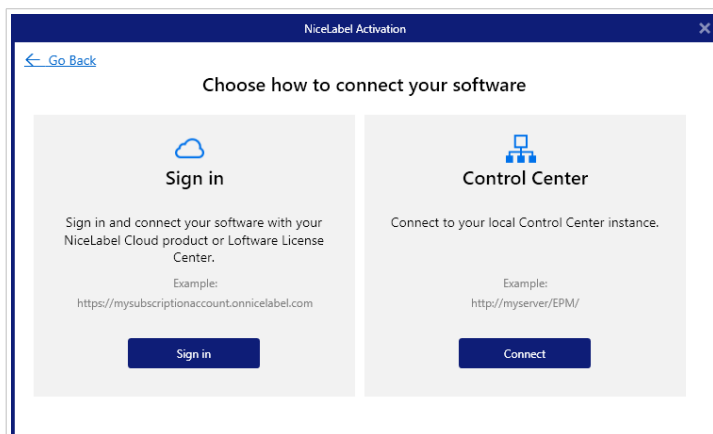 NiceLabel Activation
Go Back
Choose how to connect your software
Sign in
Sign in and connect your software with your
NiceLabel Cloud product or Loftware License
Center.
Example:
https://mysubscriptionaccount.onnicelabel.com
Sign in
Control Center
Connect to your local Control Center instance.
Example:
http://myserver/EPM/
Connect